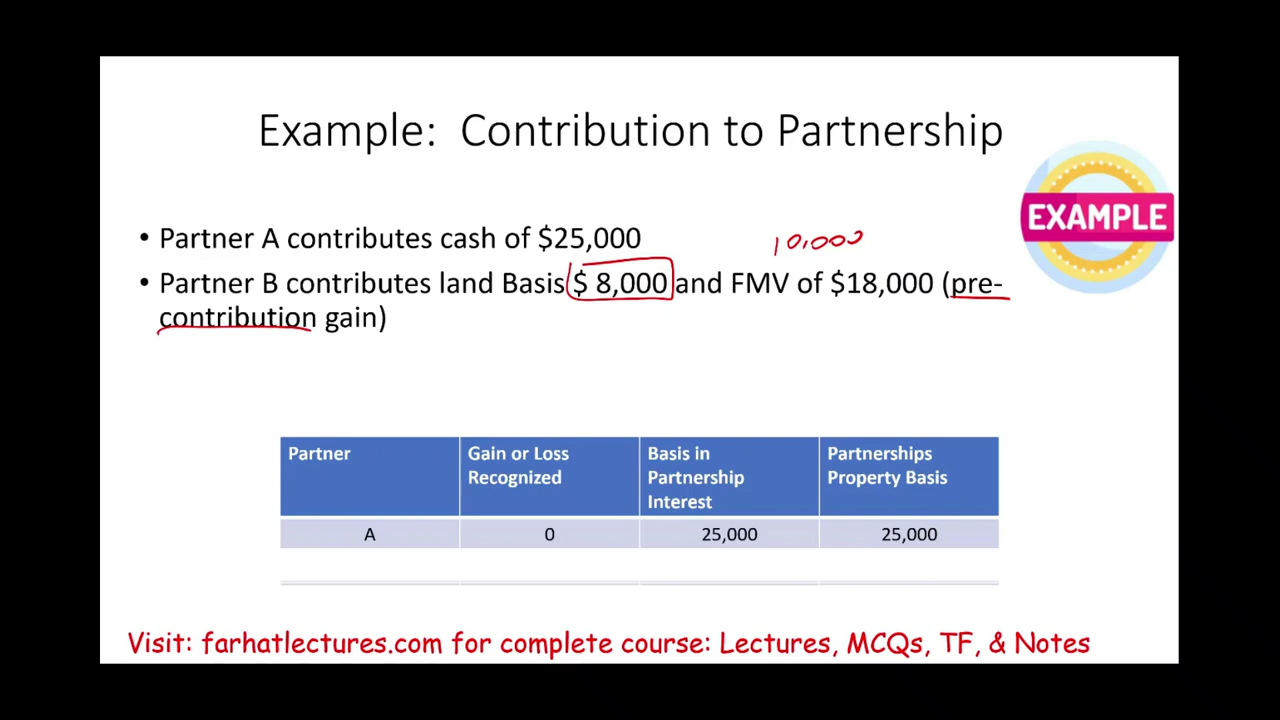 Example: Contribution to Partnership
EXAMPLE
• Partner A contributes cash of $25,000
10,000
• Partner B contributes land Basis $ 8,000 and FMV of $18,000 (pre-
contribution gain)
Partner
Gain or Loss
Recognized
Basis in
Partnership
Interest
Partnerships
Property Basis
A 0 25,000 25,000
Visit: farhatlectures.com for complete course: Lectures, MCQs, TF, & Notes